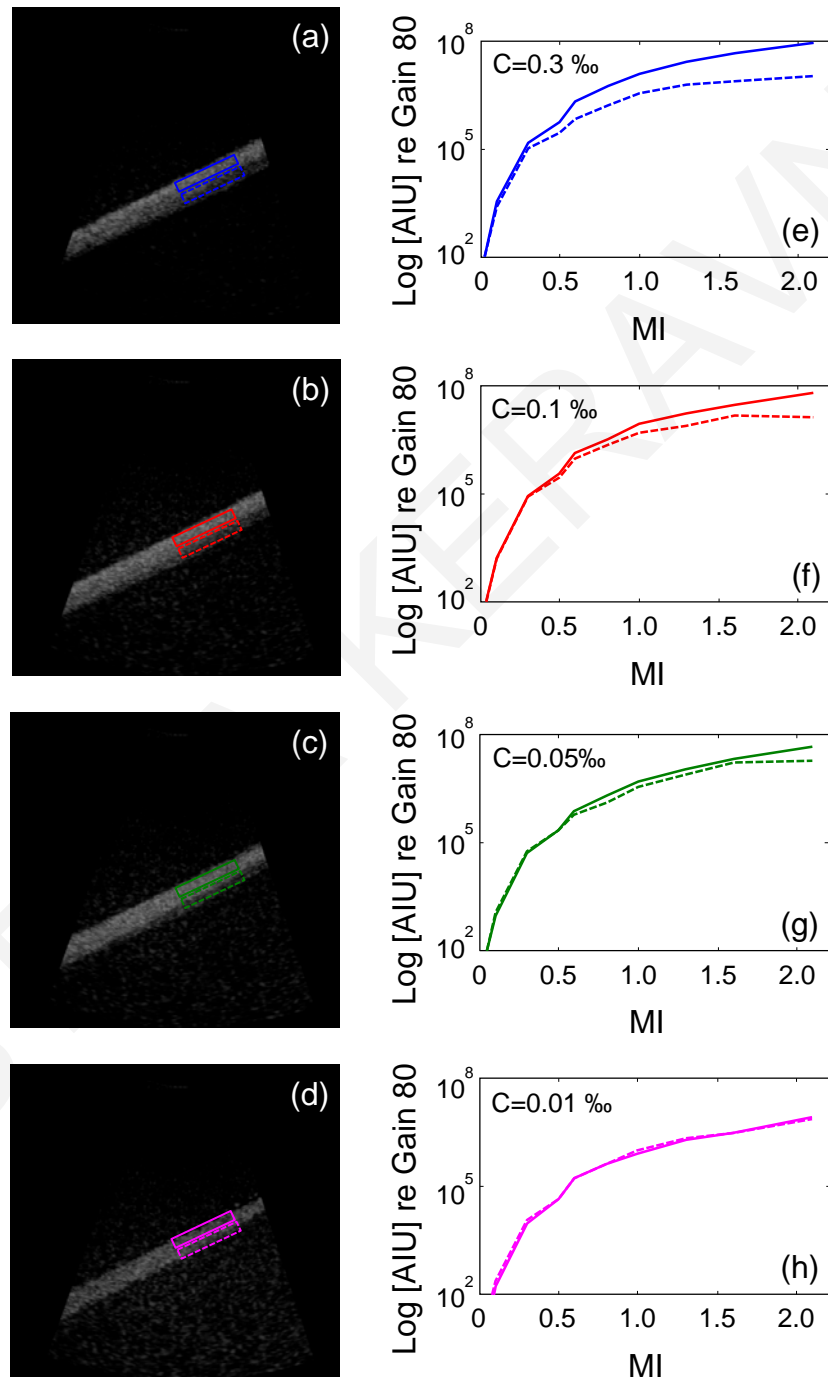 (a)
10^8
C=0.3 ‰
10^5
10^2
Log [AIU] re Gain 80
(e)
0 0.5 1.0 1.5 2.0
MI
(b)
10^8
C=0.1 ‰
10^5
10^2
Log [AIU] re Gain 80
(f)
0 0.5 1.0 1.5 2.0
MI
(c)
10^8
C=0.05‰
10^5
10^2
Log [AIU] re Gain 80
(g)
0 0.5 1.0 1.5 2.0
MI
(d)
10^8
C=0.01 ‰
10^5
10^2
Log [AIU] re Gain 80
(h)
0 0.5 1.0 1.5 2.0
MI